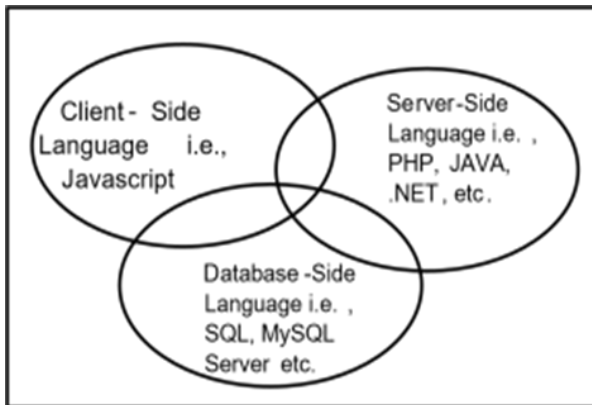 Client - Side
Language i.e.,
Javascript
Server-Side
Language i.e. ,
PHP, JAVA,
.NET , etc.
Database -Side
Language i.e. ,
SQL, MySQL
Server etc.